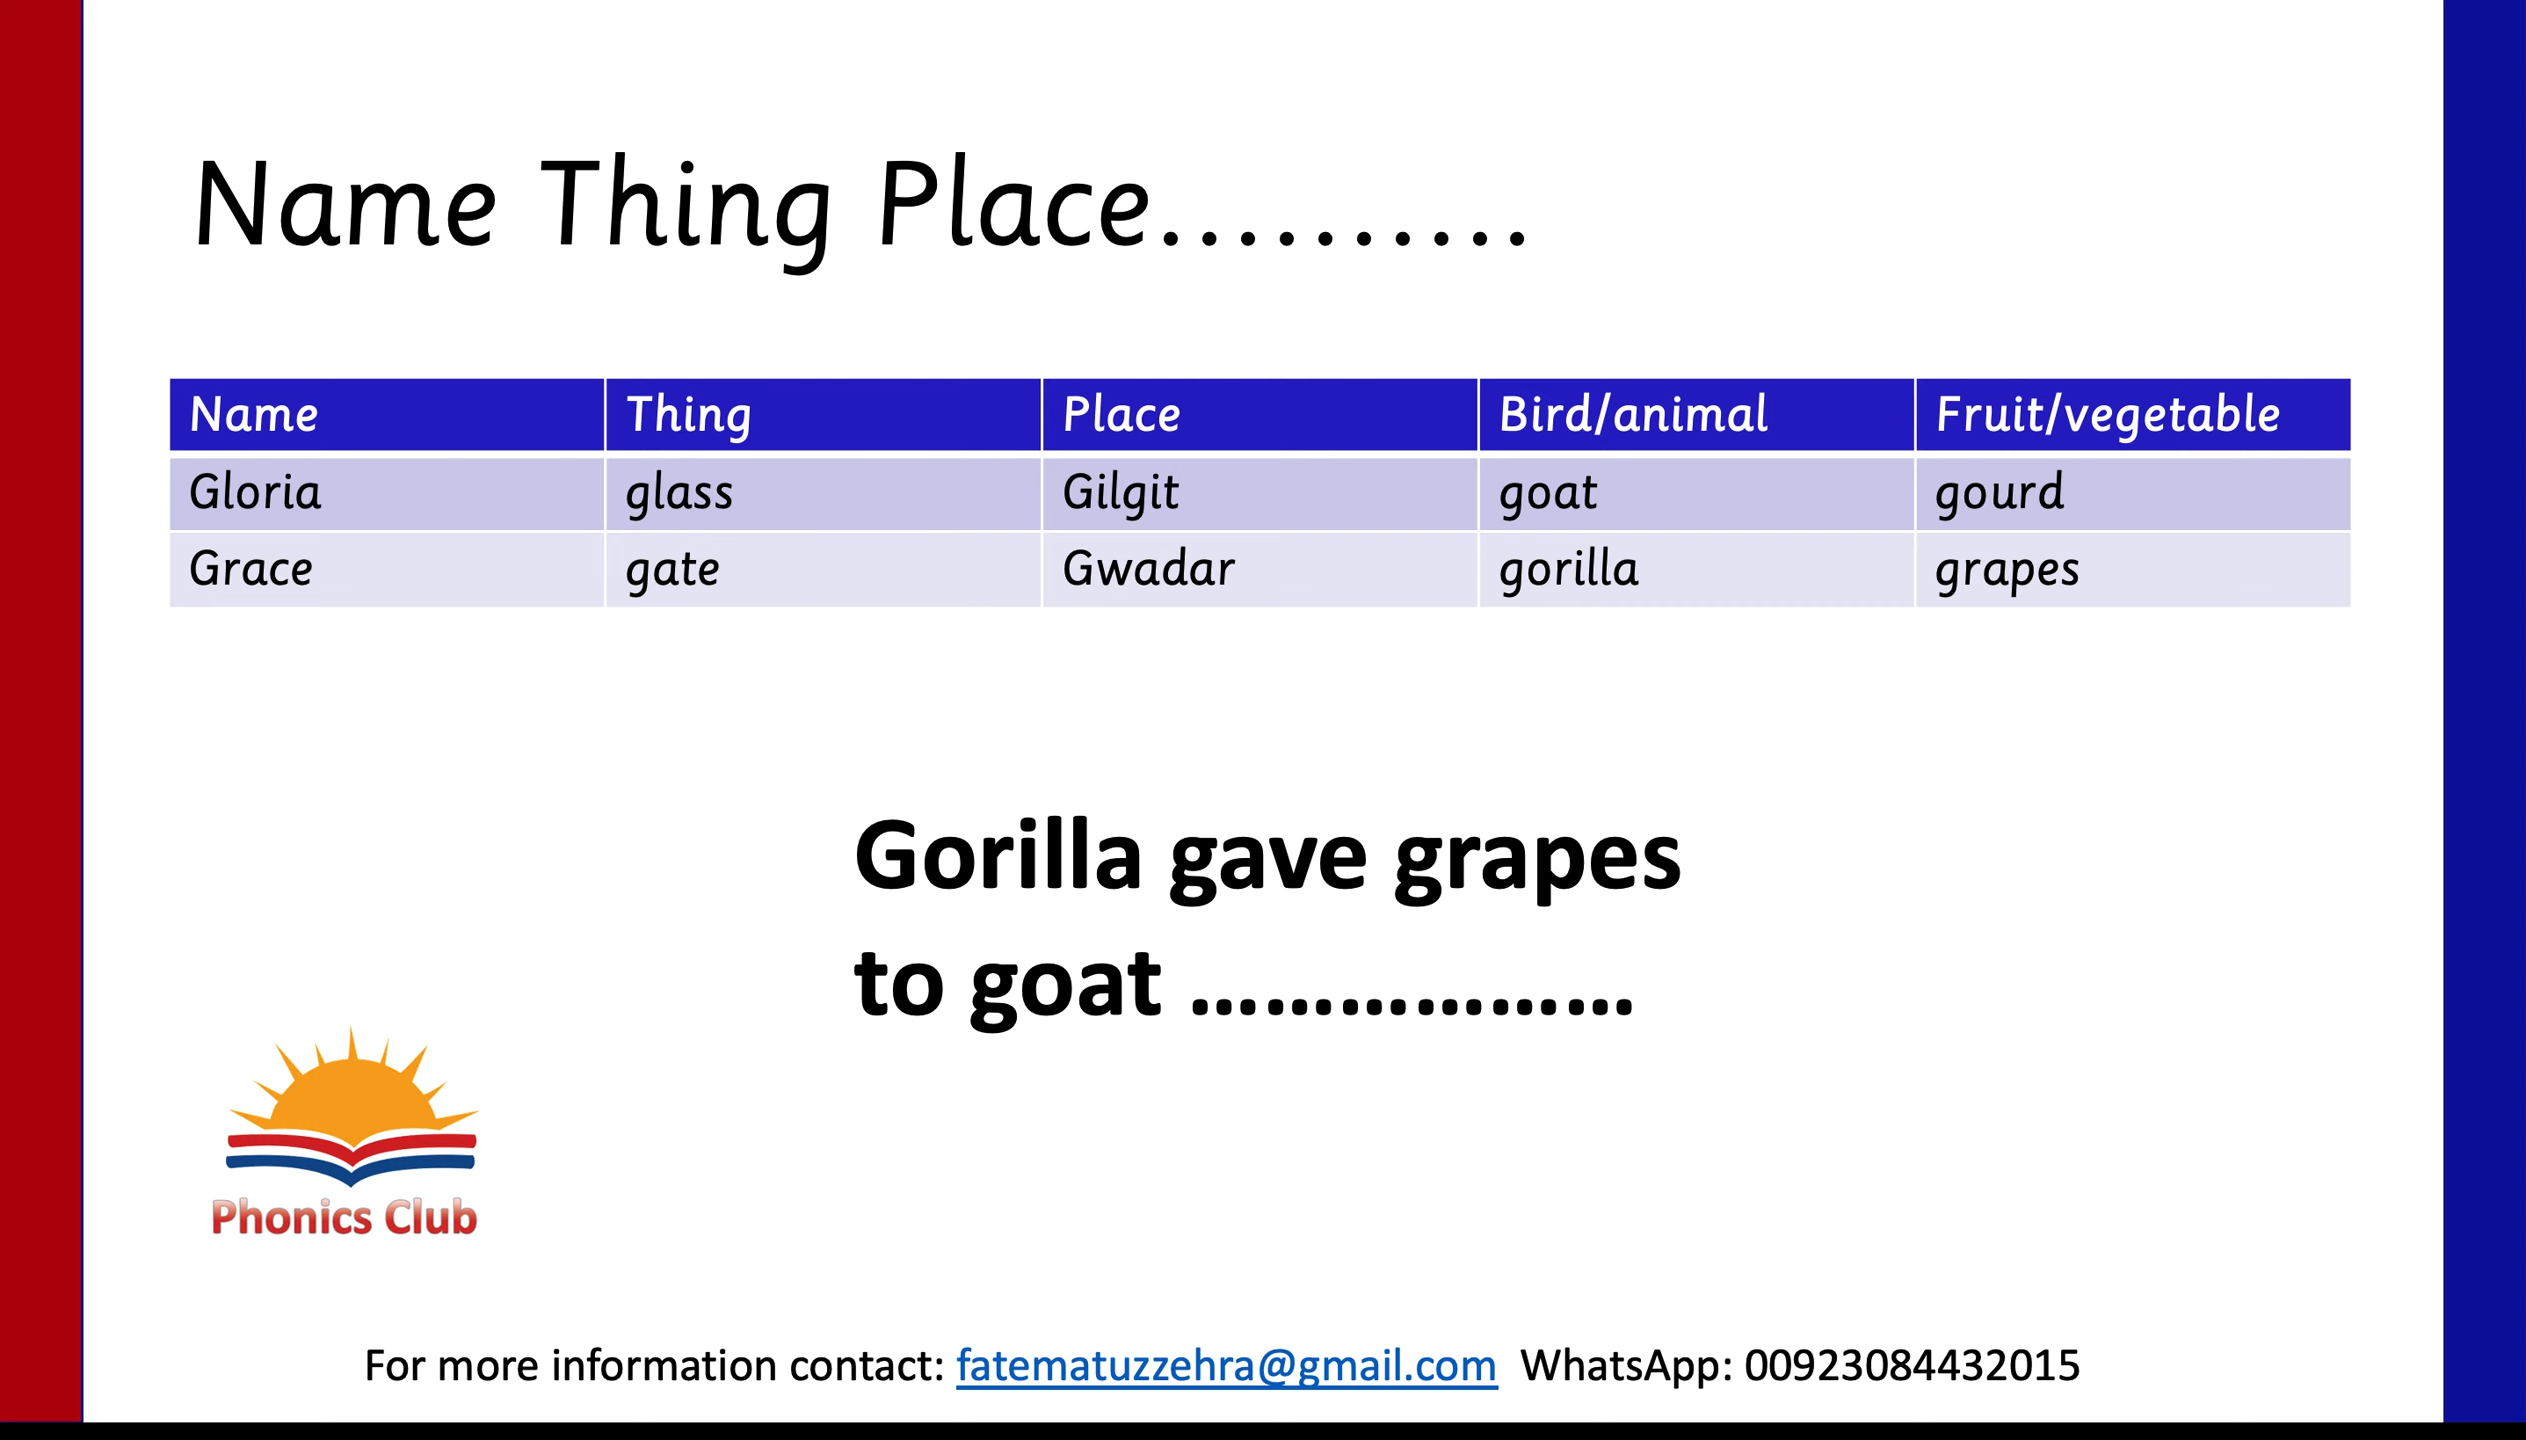 Name Thing Place..........
Name Thing Place Bird/animal Fruit/vegetable
Gloria glass Gilgit goat gourd
Grace gate Gwadar gorilla grapes
Gorilla gave grapes
to goat ..................
Phonics Club
For more information contact: fatematuzzehra@gmail.com WhatsApp: 00923084432015